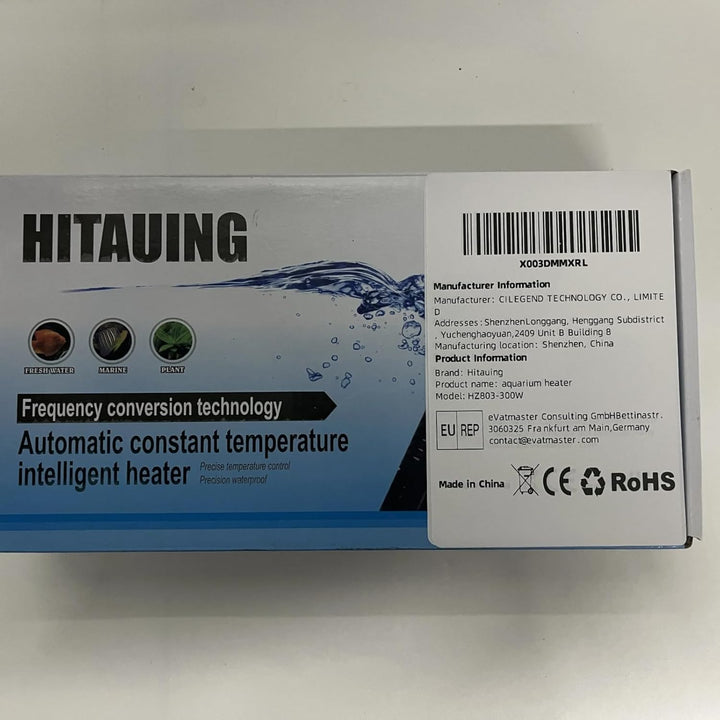 HITAUING
FRESH WATER
MARINE
PLANT
Frequency conversion technology
Automatic constant temperature
intelligent heater
Precise temperature control
Precision waterproof
X003DMMXRL
Manufacturer Information
Manufacturer: CILEGEND TECHNOLOGY CO., LIMITE
D
Addresses: ShenzhenLonggang, Henggang Subdistrict
, Yuchenghaoyuan,2409 Unit B Building 8
Manufacturing location: Shenzhen, China
Product Information
Brand: Hitauing
Product name: aquarium heater
Model: HZ803-300W
EU REP
eVatmaster Consulting GmbHBettinastr.
3060325 Frankfurt am Main,Germany
contact@evatmaster.com
Made in China CE RoHS